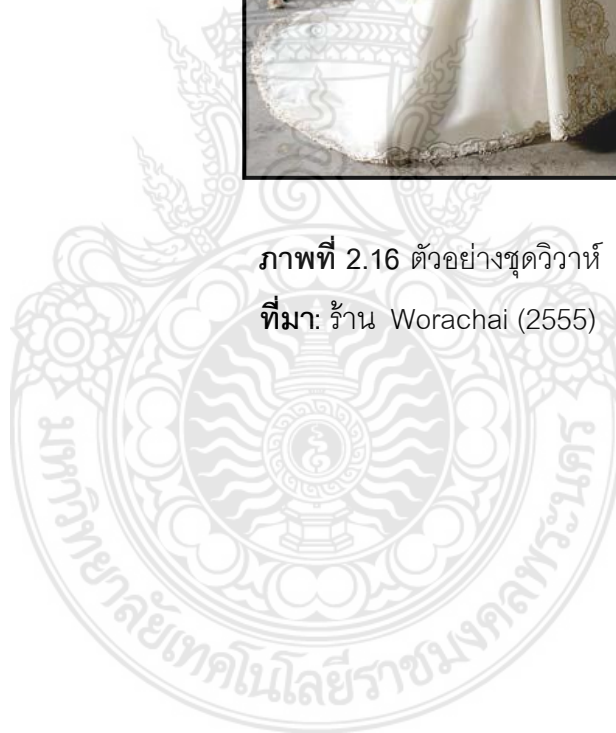 ภาพที่ 2.16 ตัวอย่างชุดวิวาห์
ที่มา: ร้าน Worachai (2555)
มหาวิทยาลัยเทคโนโลยีราชมงคลพระนคร